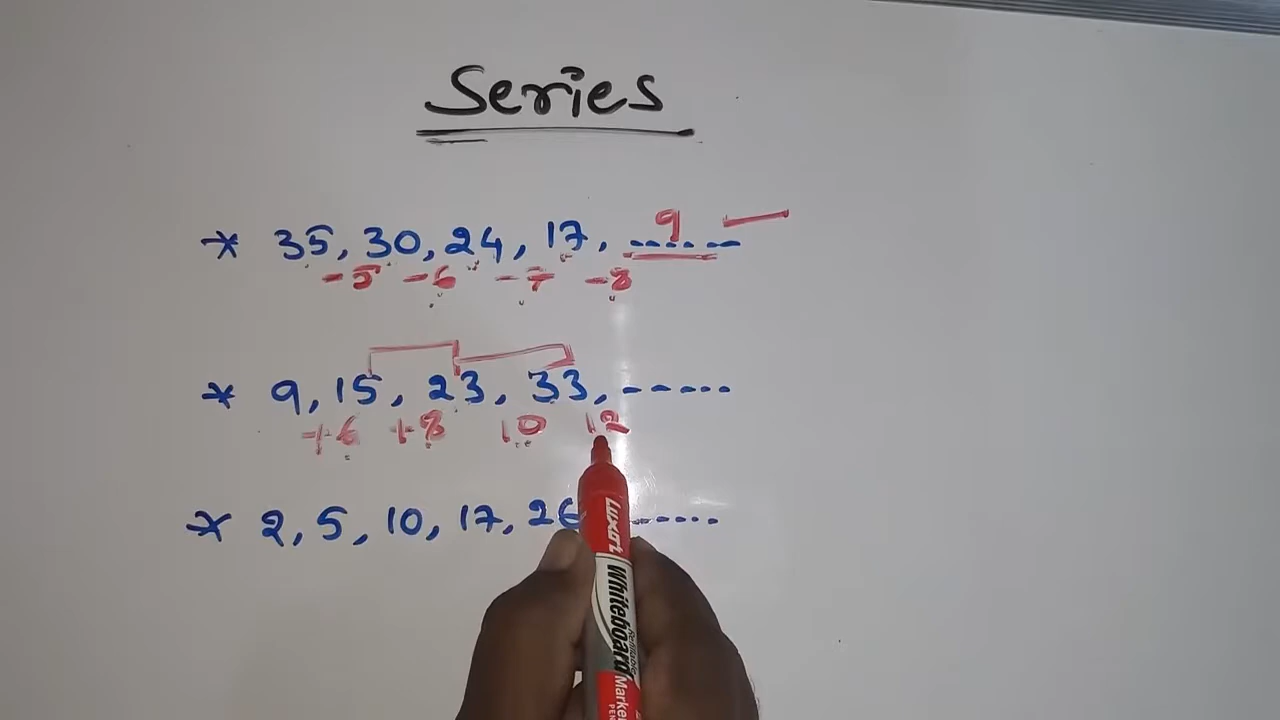 Series
* 35, 30, 24, 17, ...... 9
-5 -6 -7 -8
* 9, 15, 23, 33, -----
+6 +8 10 12
* 2, 5, 10, 17, 26 -----
Luxor
Whiteboard
Marker